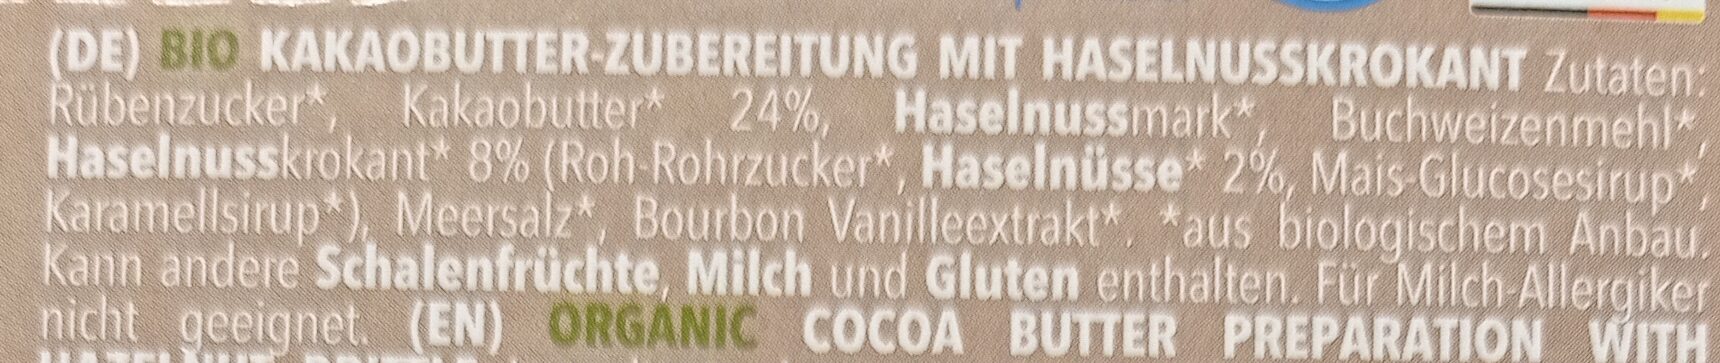 (DE) BIO KAKAOBUTTER-ZUBEREITUNG MIT HASELNUSSKROKANT Zutaten:
Rübenzucker*, Kakaobutter* 24%, Haselnussmark*, Buchweizenmehl*,
Haselnusskrokant* 8% (Roh-Rohrzucker*, Haselnüsse* 2%, Mais-Glucosesirup*,
Karamellsirup*), Meersalz*, Bourbon Vanilleextrakt*. *aus biologischem Anbau.
Kann andere Schalenfrüchte, Milch und Gluten enthalten. Für Milch-Allergiker
nicht geeignet. (EN) ORGANIC COCOA BUTTER PREPARATION WITH
HAZELNUT BRITTLE